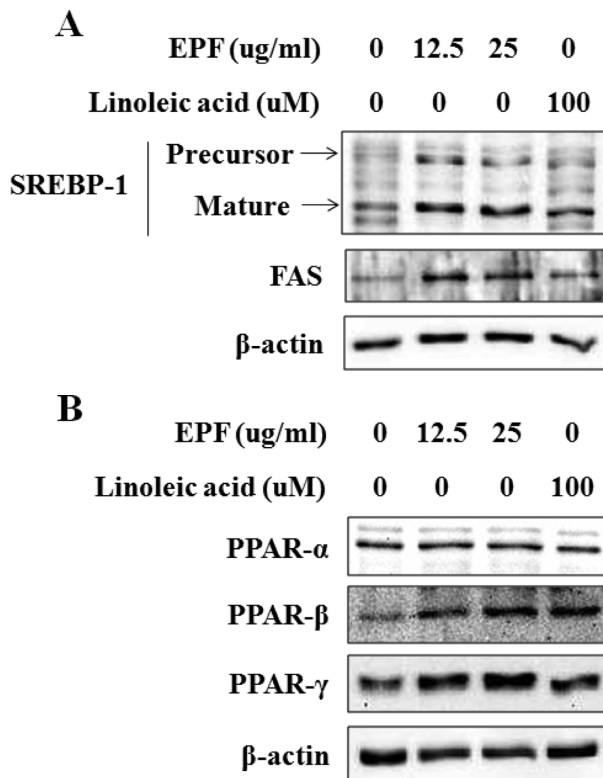 A
EPF (ug/ml) 0 12.5 25 0
Linoleic acid (uM) 0 0 0 100
Precursor
SREBP-1
Mature
FAS
β-actin
B
EPF (ug/ml) 0 12.5 25 0
Linoleic acid (uM) 0 0 0 100
PPAR-α
PPAR-β
PPAR-γ
β-actin